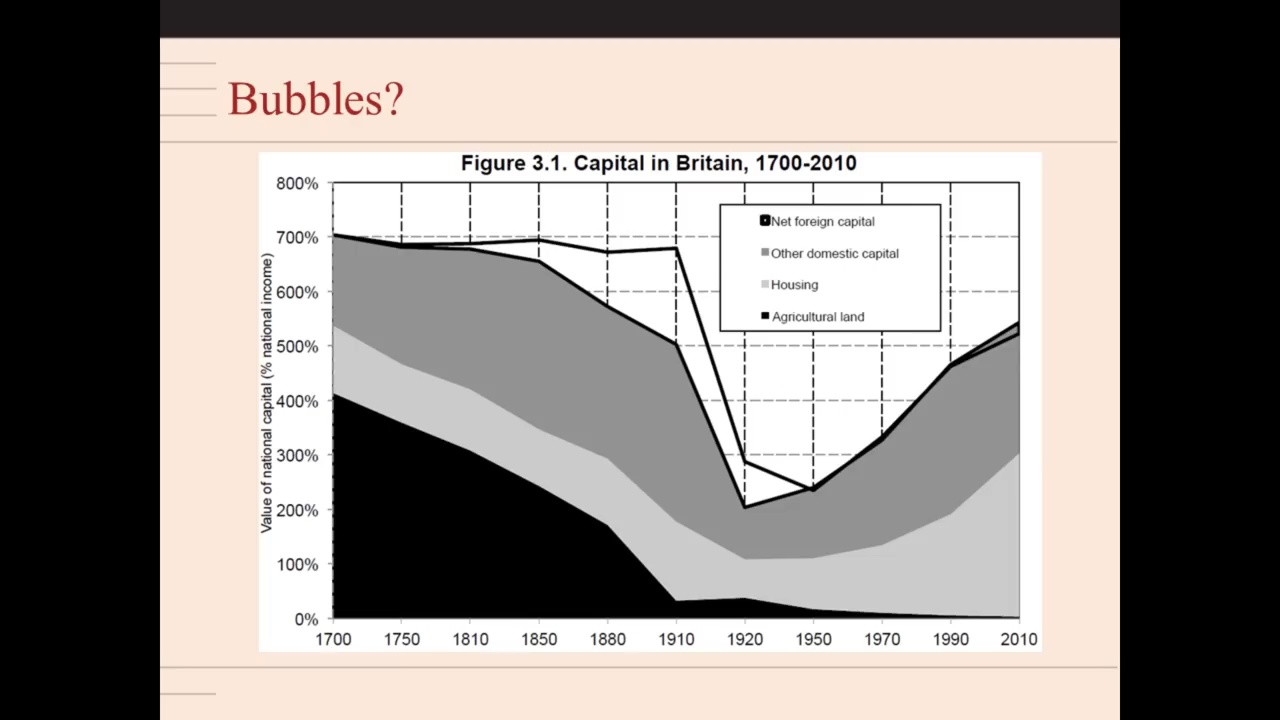 Bubbles?
Figure 3.1. Capital in Britain, 1700-2010
Value of national capital (% national income)
800%
700%
600%
500%
400%
300%
200%
100%
0%
Net foreign capital
Other domestic capital
Housing
Agricultural land
1700 1750 1810 1850 1880 1910 1920 1950 1970 1990 2010